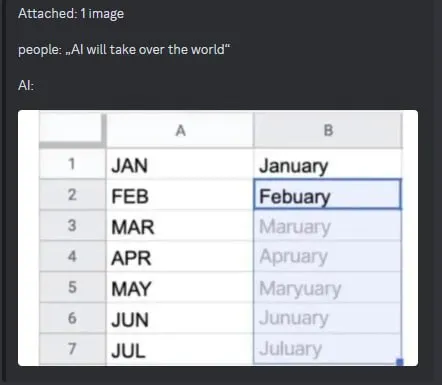 Attached: 1 image
people: „AI will take over the world“
AI:
A B
1 JAN January
2 FEB Febuary
3 MAR Maruary
4 APR Apruary
5 MAY Maryuary
6 JUN Junuary
7 JUL Juluary